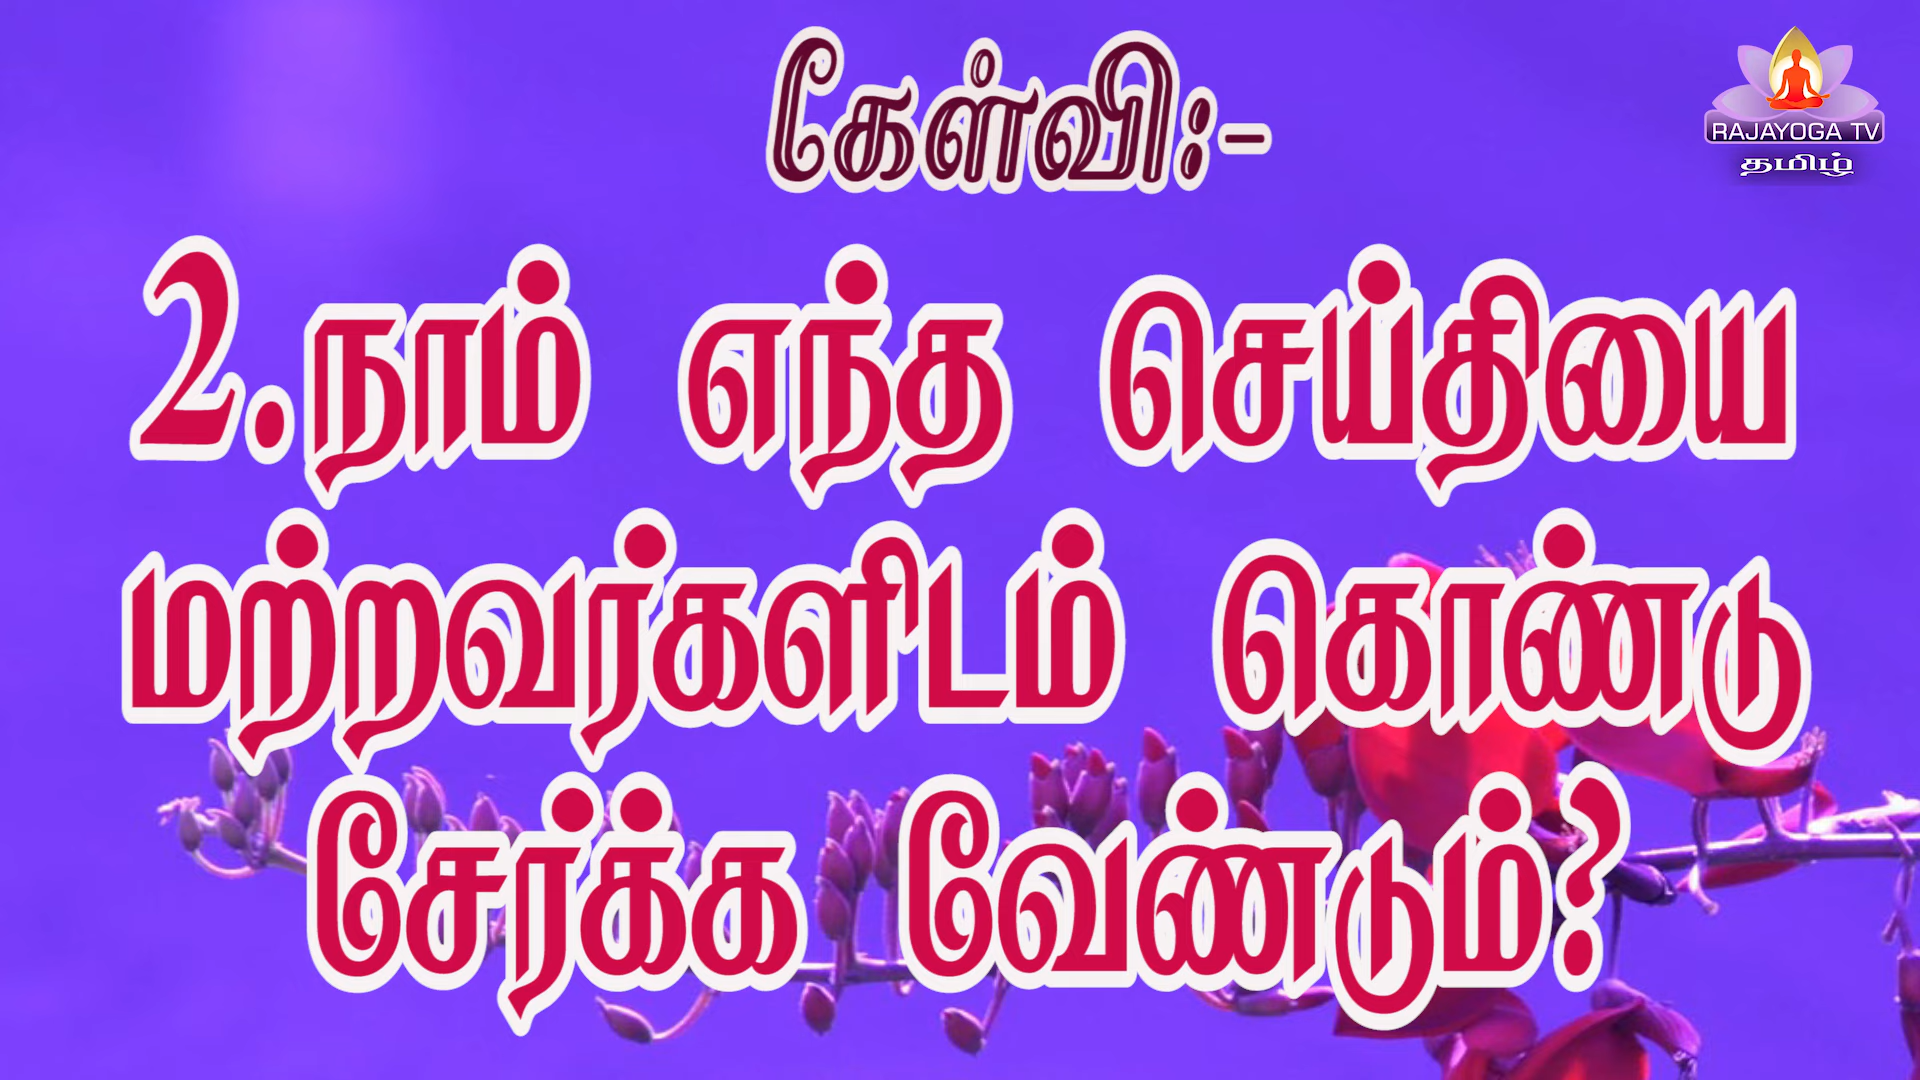 கேள்வி:-
RAJAYOGA TV
தமிழ்
2.நாம் எந்த செய்தியை
மற்றவர்களிடம் கொண்டு
சேர்க்க வேண்டும்?